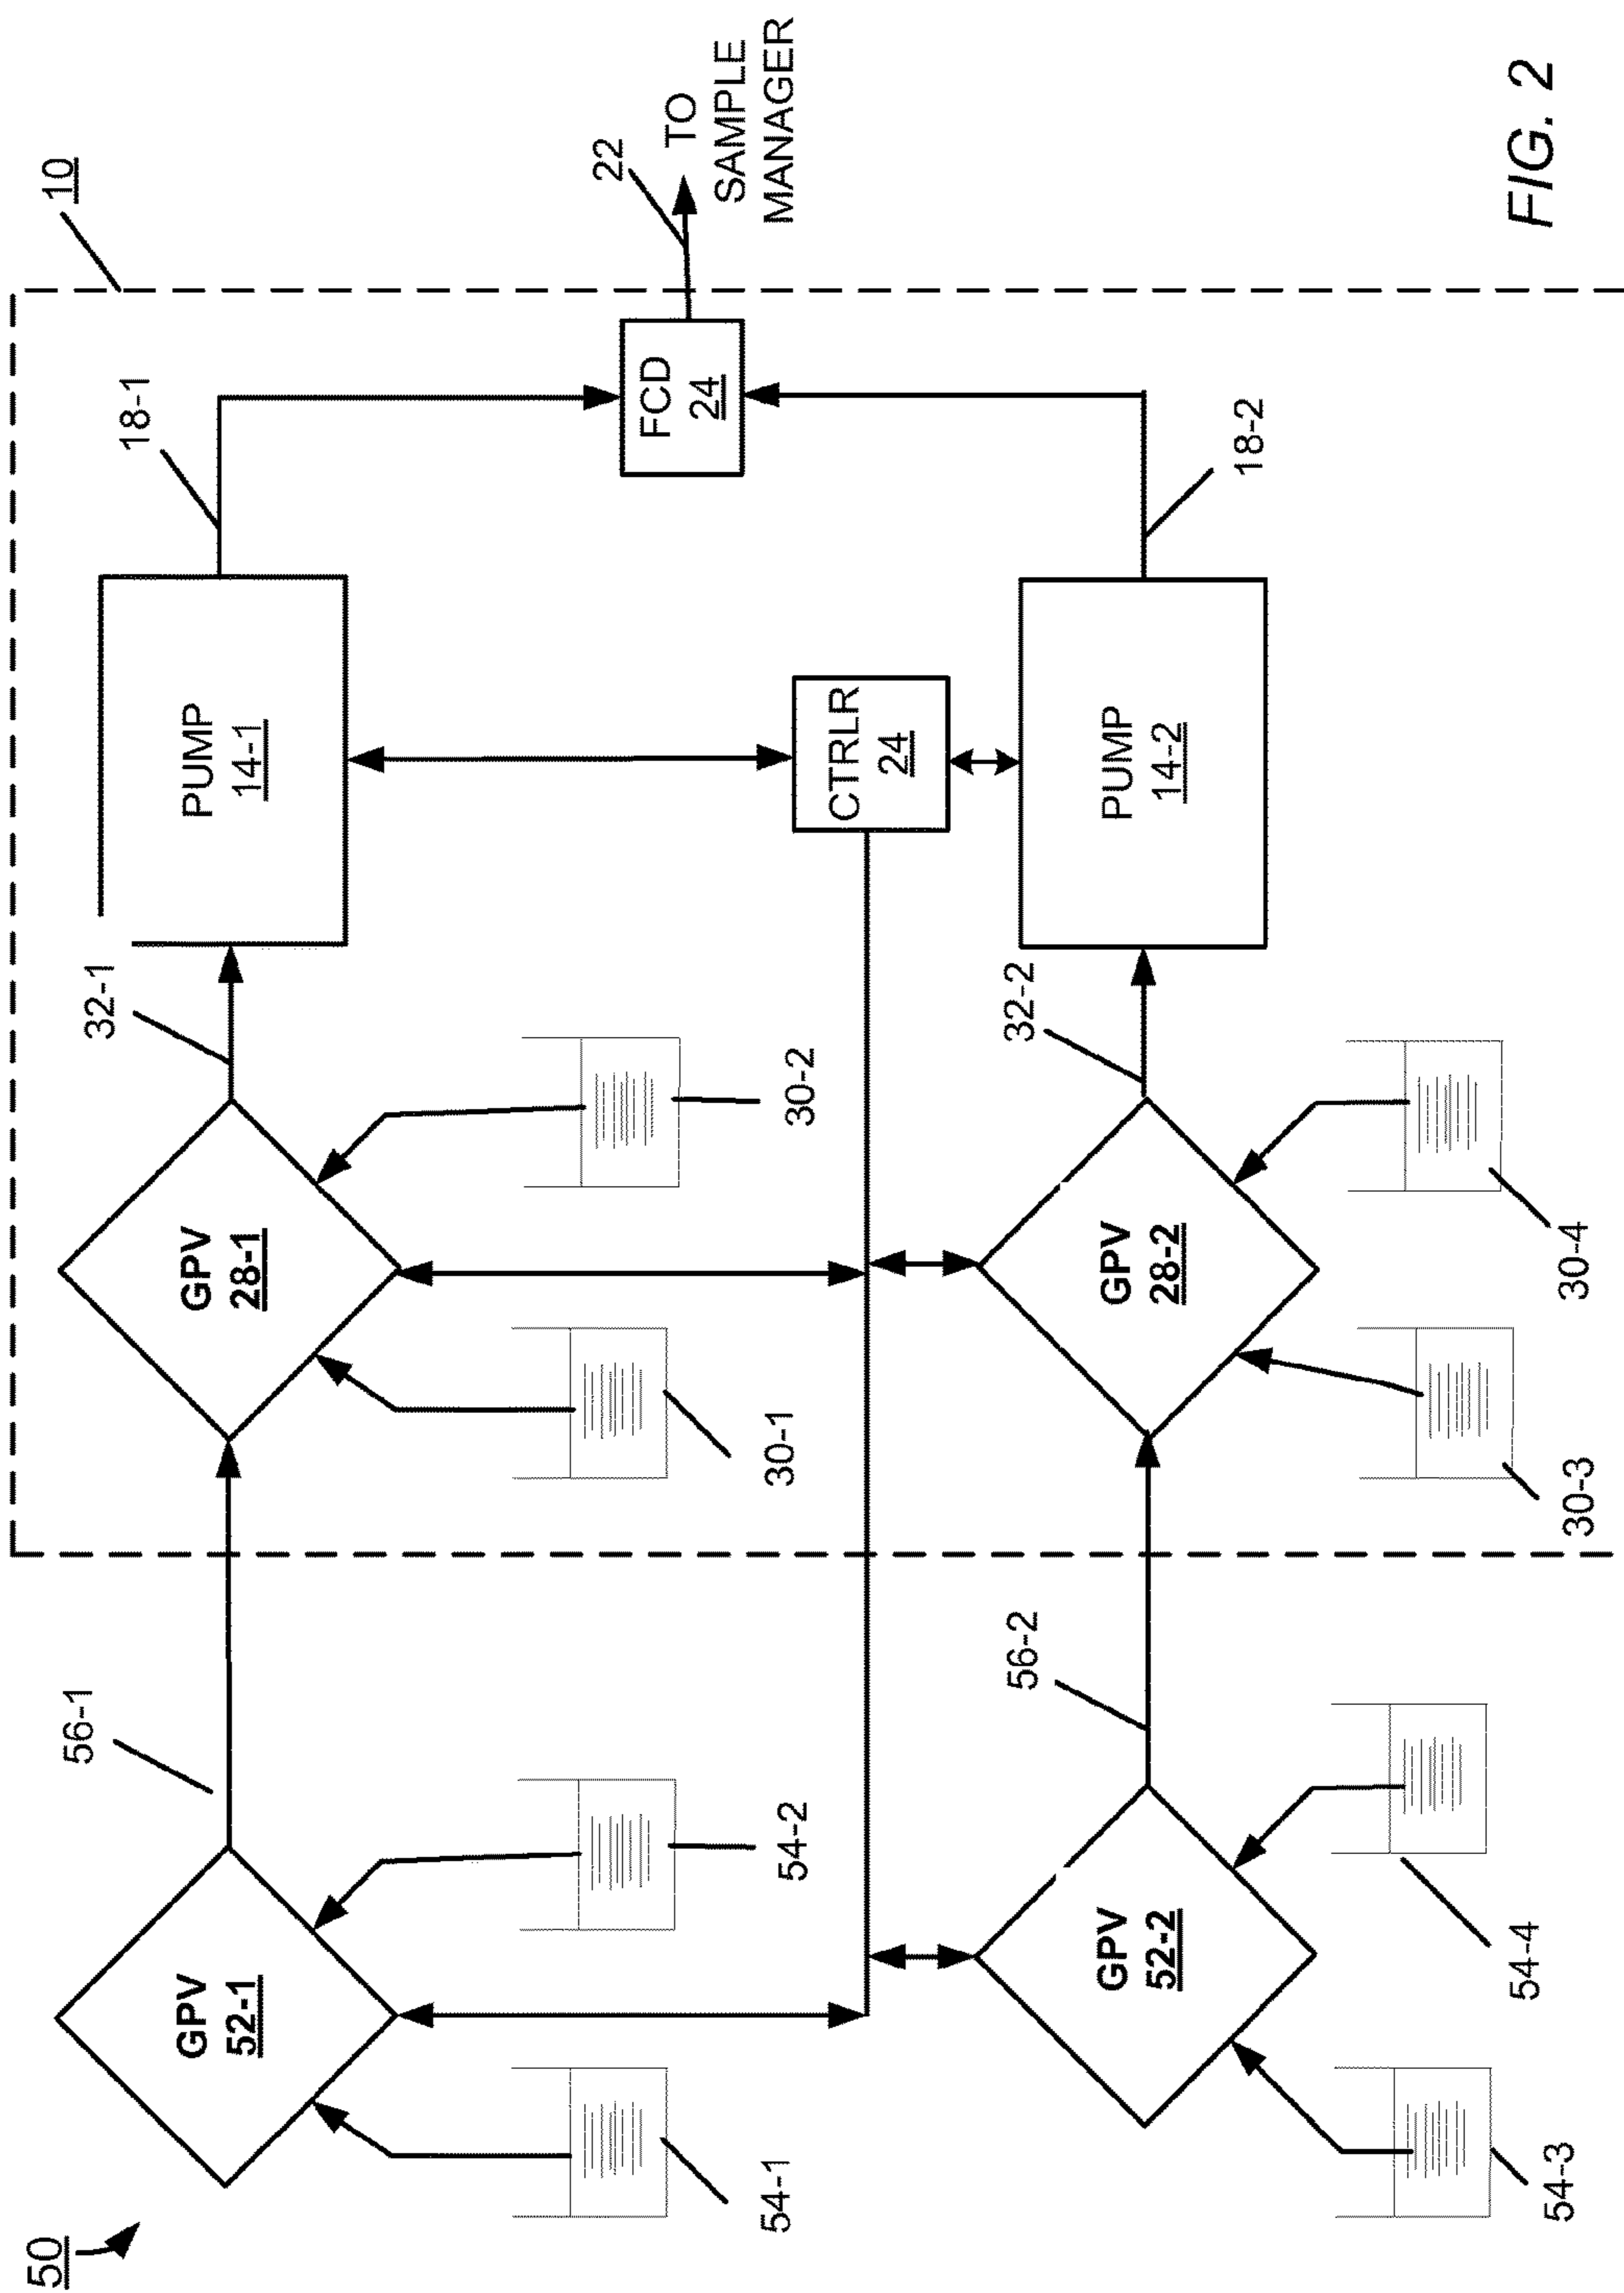 10
18-1
22
TO
SAMPLE
MANAGER
FCD
24
PUMP
14-1
32-1
CTRLR
24
PUMP
14-2
18-2
32-2
GPV
28-1
30-2
30-1
GPV
28-2
30-4
30-3
56-1
56-2
50
GPV
52-1
54-2
54-1
GPV
52-2
54-4
54-3
FIG. 2